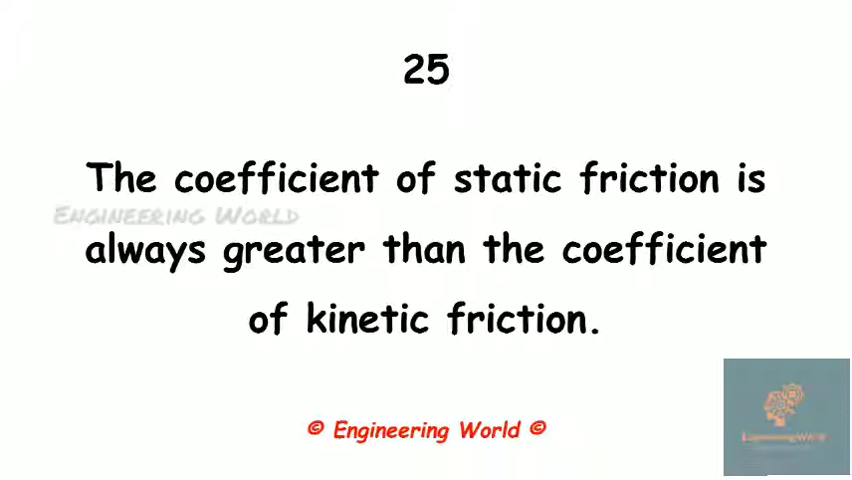 25
The coefficient of static friction is
ENGINEERING WORLD
always greater than the coefficient
of kinetic friction.
© Engineering World ©
EngineeringWorld